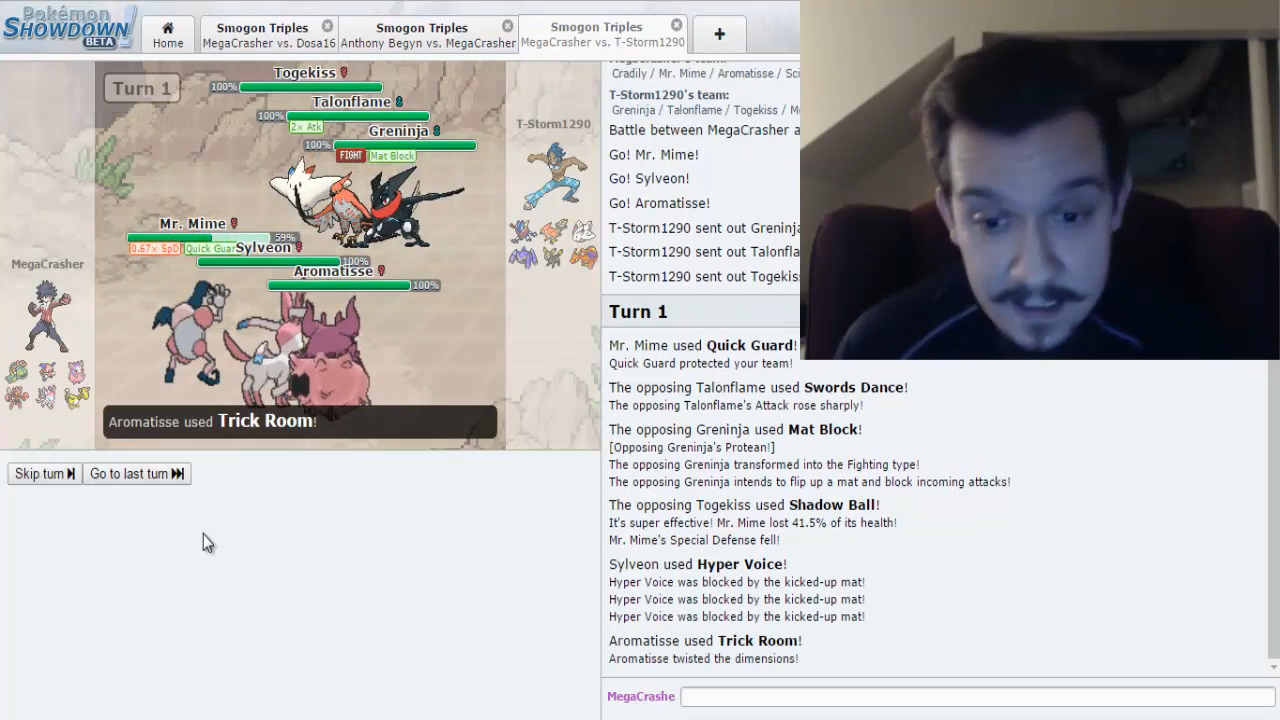 Pokémon
SHOWDOWN
BETA
Home
Smogon Triples
MegaCrasher vs. Dosa16
Smogon Triples
Anthony Begyn vs. MegaCrasher
Smogon Triples
MegaCrasher vs. T-Storm1290
+
Turn 1
Togekiss
100%
Talonflame
100%
2x Atk
Greninja
100%
FIGHT Mat Block
T-Storm1290
Mr. Mime
59%
0.67x SpD Quick Guar
Sylveon
100%
Aromatisse
100%
MegaCrasher
Aromatisse used Trick Room!
Skip turn
Go to last turn
Cradily / Mr. Mime / Aromatisse / Sci
T-Storm1290's team:
Greninja / Talonflame / Togekiss / M
Battle between MegaCrasher a
Go! Mr. Mime!
Go! Sylveon!
Go! Aromatisse!
T-Storm1290 sent out Greninja
T-Storm1290 sent out Talonfla
T-Storm1290 sent out Togekiss
Turn 1
Mr. Mime used Quick Guard!
Quick Guard protected your team!
The opposing Talonflame used Swords Dance!
The opposing Talonflame's Attack rose sharply!
The opposing Greninja used Mat Block!
[Opposing Greninja's Protean!]
The opposing Greninja transformed into the Fighting type!
The opposing Greninja intends to flip up a mat and block incoming attacks!
The opposing Togekiss used Shadow Ball!
It's super effective! Mr. Mime lost 41.5% of its health!
Mr. Mime's Special Defense fell!
Sylveon used Hyper Voice!
Hyper Voice was blocked by the kicked-up mat!
Hyper Voice was blocked by the kicked-up mat!
Hyper Voice was blocked by the kicked-up mat!
Aromatisse used Trick Room!
Aromatisse twisted the dimensions!
MegaCrashe